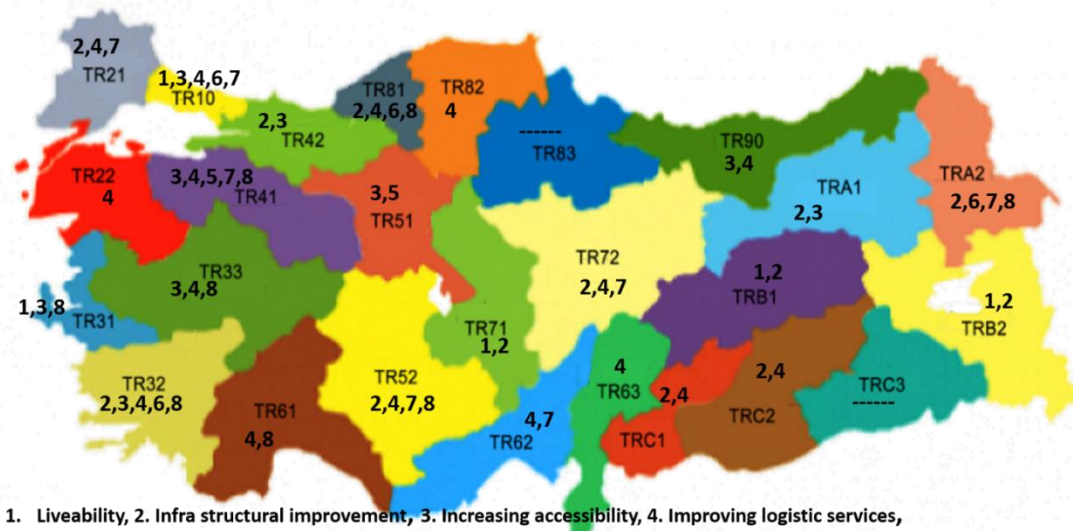 2,4,7
TR21
1,3,4,6,7
TR10
2,3
TR42
TR81
2,4,6,8
TR82
4
------
TR83
TR90
3,4
TRA1
2,3
TRA2
2,6,7,8
TR22
4
3,4,5,7,8
TR41
3,5
TR51
TR33
3,4,8
1,3,8
TR31
TR72
2,4,7
1,2
TRB1
1,2
TRB2
TR71
1,2
TR32
2,3,4,6,8
TR61
4,8
TR52
2,4,7,8
4,7
TR62
4
TR63
2,4
TRC1
2,4
TRC2
TRC3
------
1. Liveability, 2. Infra structural improvement, 3. Increasing accessibility, 4. Improving logistic services,